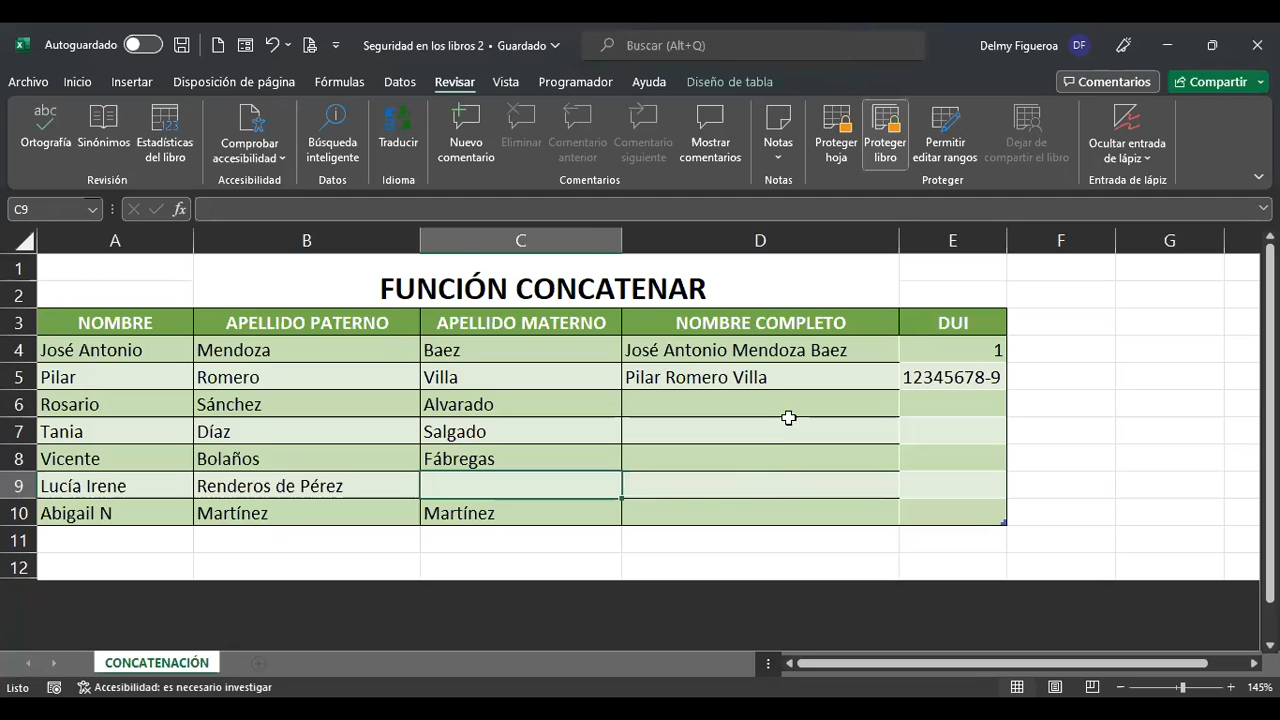 Autoguardado Seguridad en los libros 2 • Guardado Buscar (Alt+Q) Delmy Figueroa DF
Archivo Inicio Insertar Disposición de página Fórmulas Datos Revisar Vista Programador Ayuda Diseño de tabla Comentarios Compartir
abc
Ortografía Sinónimos Estadísticas del libro Comprobar accesibilidad Búsqueda inteligente Traducir Nuevo comentario Eliminar Comentario anterior Comentario siguiente Mostrar comentarios Notas Proteger hoja Proteger libro Permitir editar rangos Dejar de compartir el libro Ocultar entrada de lápiz
Revisión Accesibilidad Datos Idioma Comentarios Notas Proteger Entrada de lápiz
C9 fx
A B C D E F G
1
2 FUNCIÓN CONCATENAR
3 NOMBRE APELLIDO PATERNO APELLIDO MATERNO NOMBRE COMPLETO DUI
4 José Antonio Mendoza Baez José Antonio Mendoza Baez 1
5 Pilar Romero Villa Pilar Romero Villa 12345678-9
6 Rosario Sánchez Alvarado
7 Tania Díaz Salgado
8 Vicente Bolaños Fábregas
9 Lucía Irene Renderos de Pérez
10 Abigail N Martínez Martínez
11
12
CONCATENACIÓN
Listo Accesibilidad: es necesario investigar 145%